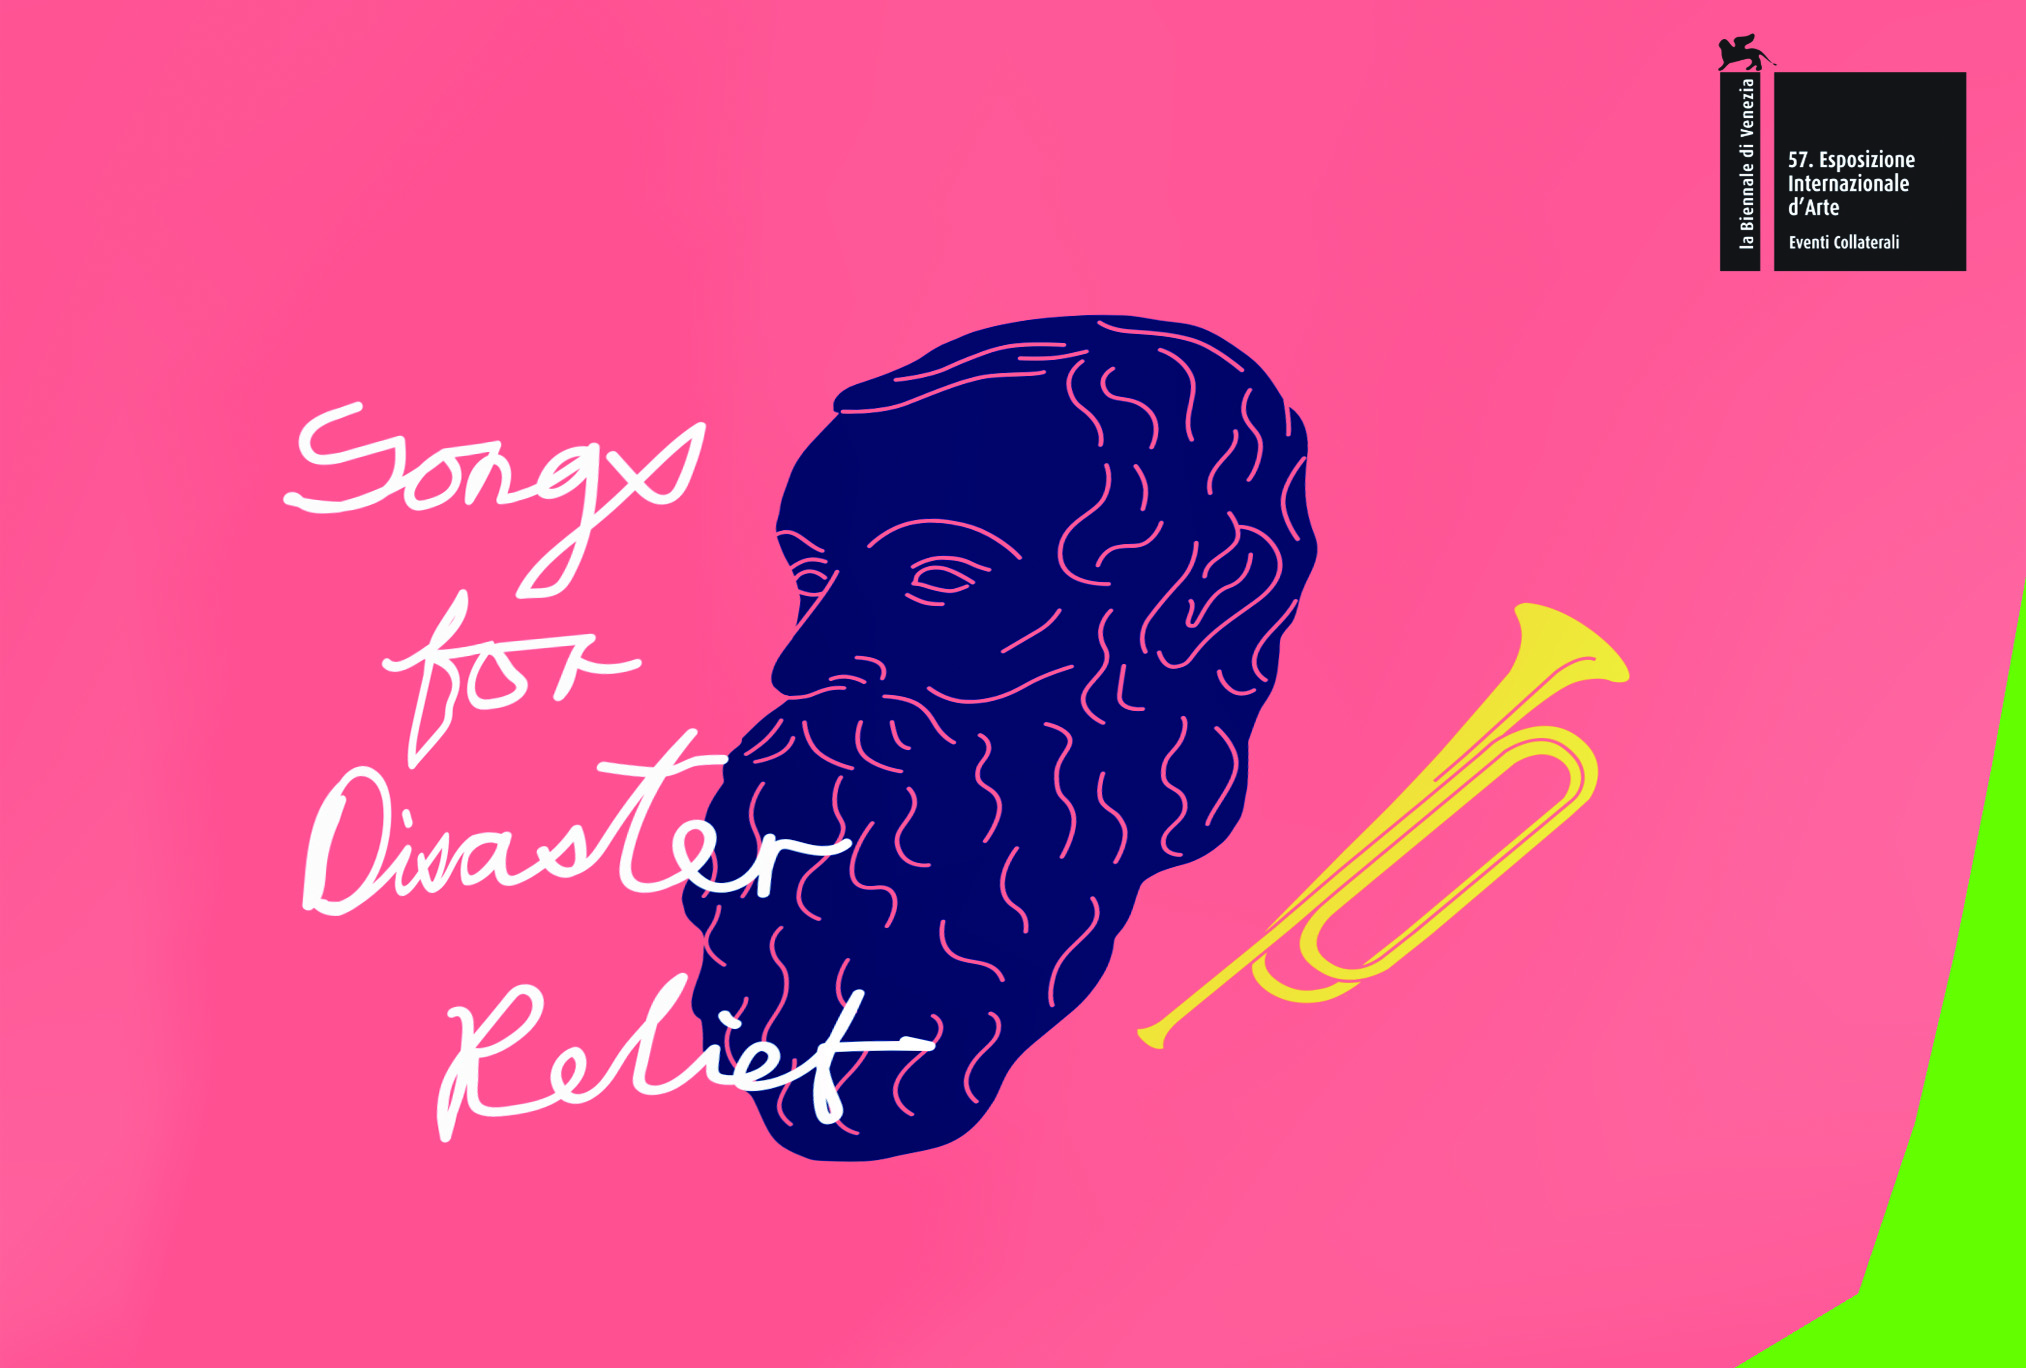 Songs
for
Disaster
Relief
la Biennale di Venezia
57. Esposizione
Internazionale
d'Arte
Eventi Collaterali